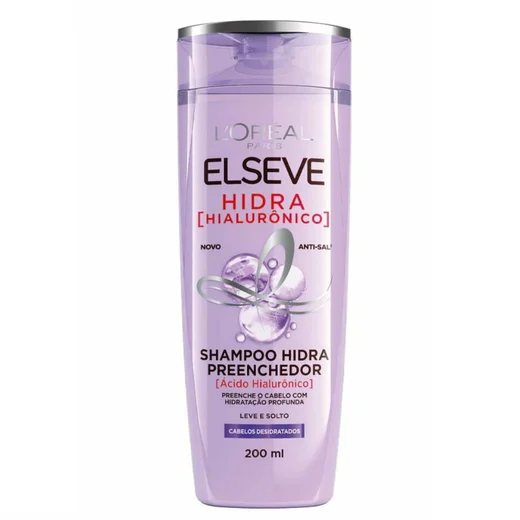 L'ORÉAL
PARIS
ELSEVE
HIDRA
[HIALURÔNICO]
NOVO
ANTI-SAL¹
SHAMPOO HIDRA
PREENCHEDOR
[Ácido Hialurônico]
PREENCHE O CABELO COM
HIDRATAÇÃO PROFUNDA
LEVE E SOLTO
CABELOS DESIDRATADOS
200 ml